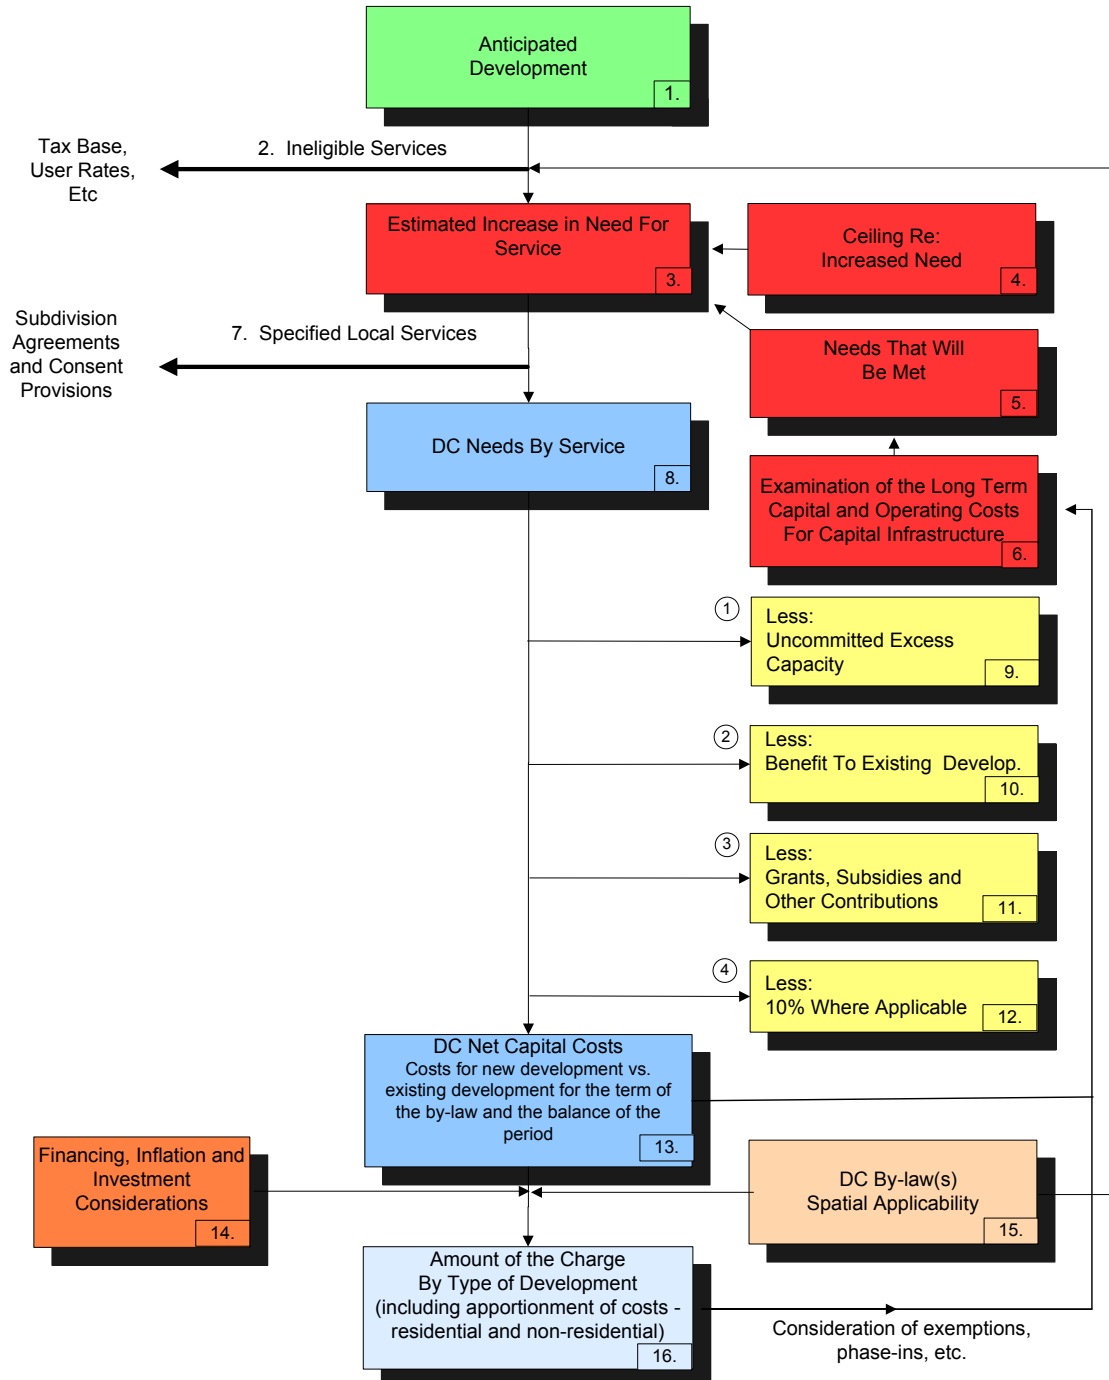 Anticipated
Development
1.
Tax Base,
User Rates,
Etc
2.  Ineligible Services
Estimated Increase in Need For
Service
3.
Ceiling Re:
Increased Need
4.
Subdivision
Agreements
and Consent
Provisions
7.  Specified Local Services
Needs That Will
Be Met
5.
DC Needs By Service
8.
Examination of the Long Term
Capital and Operating Costs
For Capital Infrastructure
6.
1
Less:
Uncommitted Excess
Capacity
9.
2
Less:
Benefit To Existing  Develop.
10.
3
Less:
Grants, Subsidies and
Other Contributions
11.
4
Less:
10% Where Applicable
12.
DC Net Capital Costs
Costs for new development vs.
existing development for the term of
the by-law and the balance of the
period
13.
Financing, Inflation and
Investment
Considerations
14.
DC By-law(s)
Spatial Applicability
15.
Amount of the Charge
By Type of Development
(including apportionment of costs -
residential and non-residential)
16.
Consideration of exemptions,
phase-ins, etc.